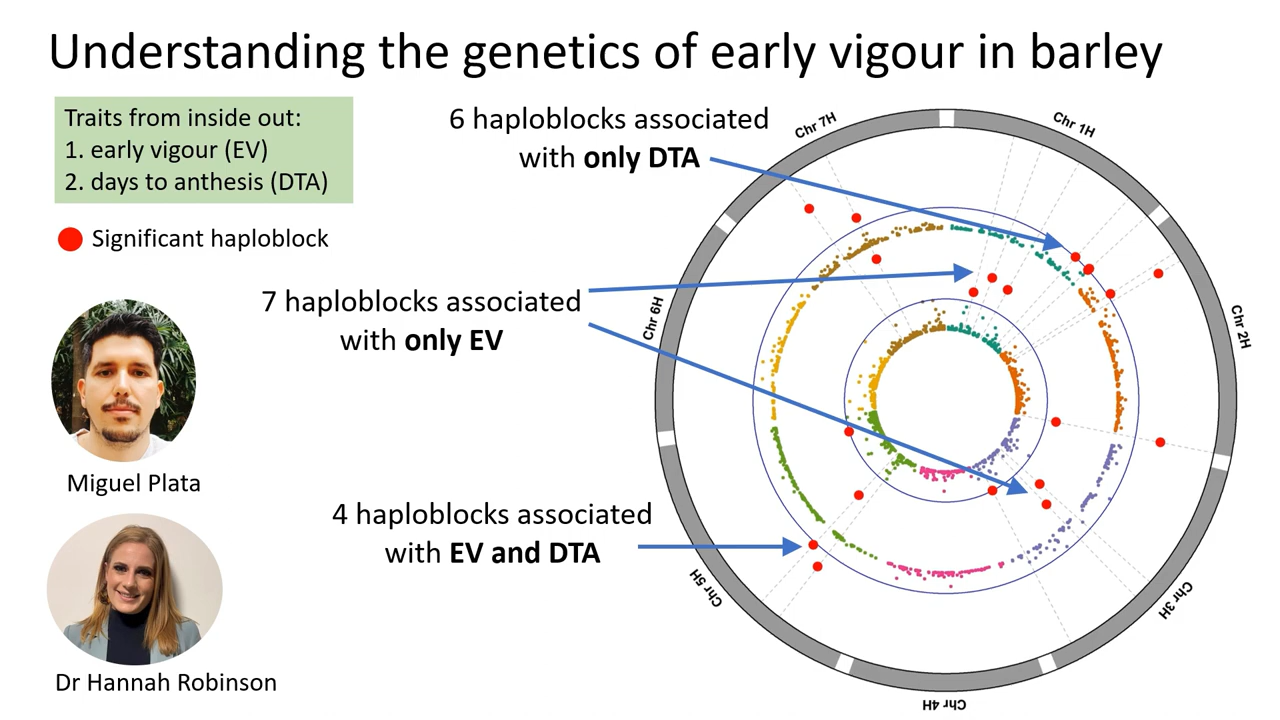 Understanding the genetics of early vigour in barley
Traits from inside out:
1. early vigour (EV)
2. days to anthesis (DTA)
Significant haploblock
6 haploblocks associated
with only DTA
7 haploblocks associated
with only EV
4 haploblocks associated
with EV and DTA
Miguel Plata
Dr Hannah Robinson
Chr 7H
Chr 1H
Chr 2H
Chr 3H
Chr 4H
Chr 5H
Chr 6H